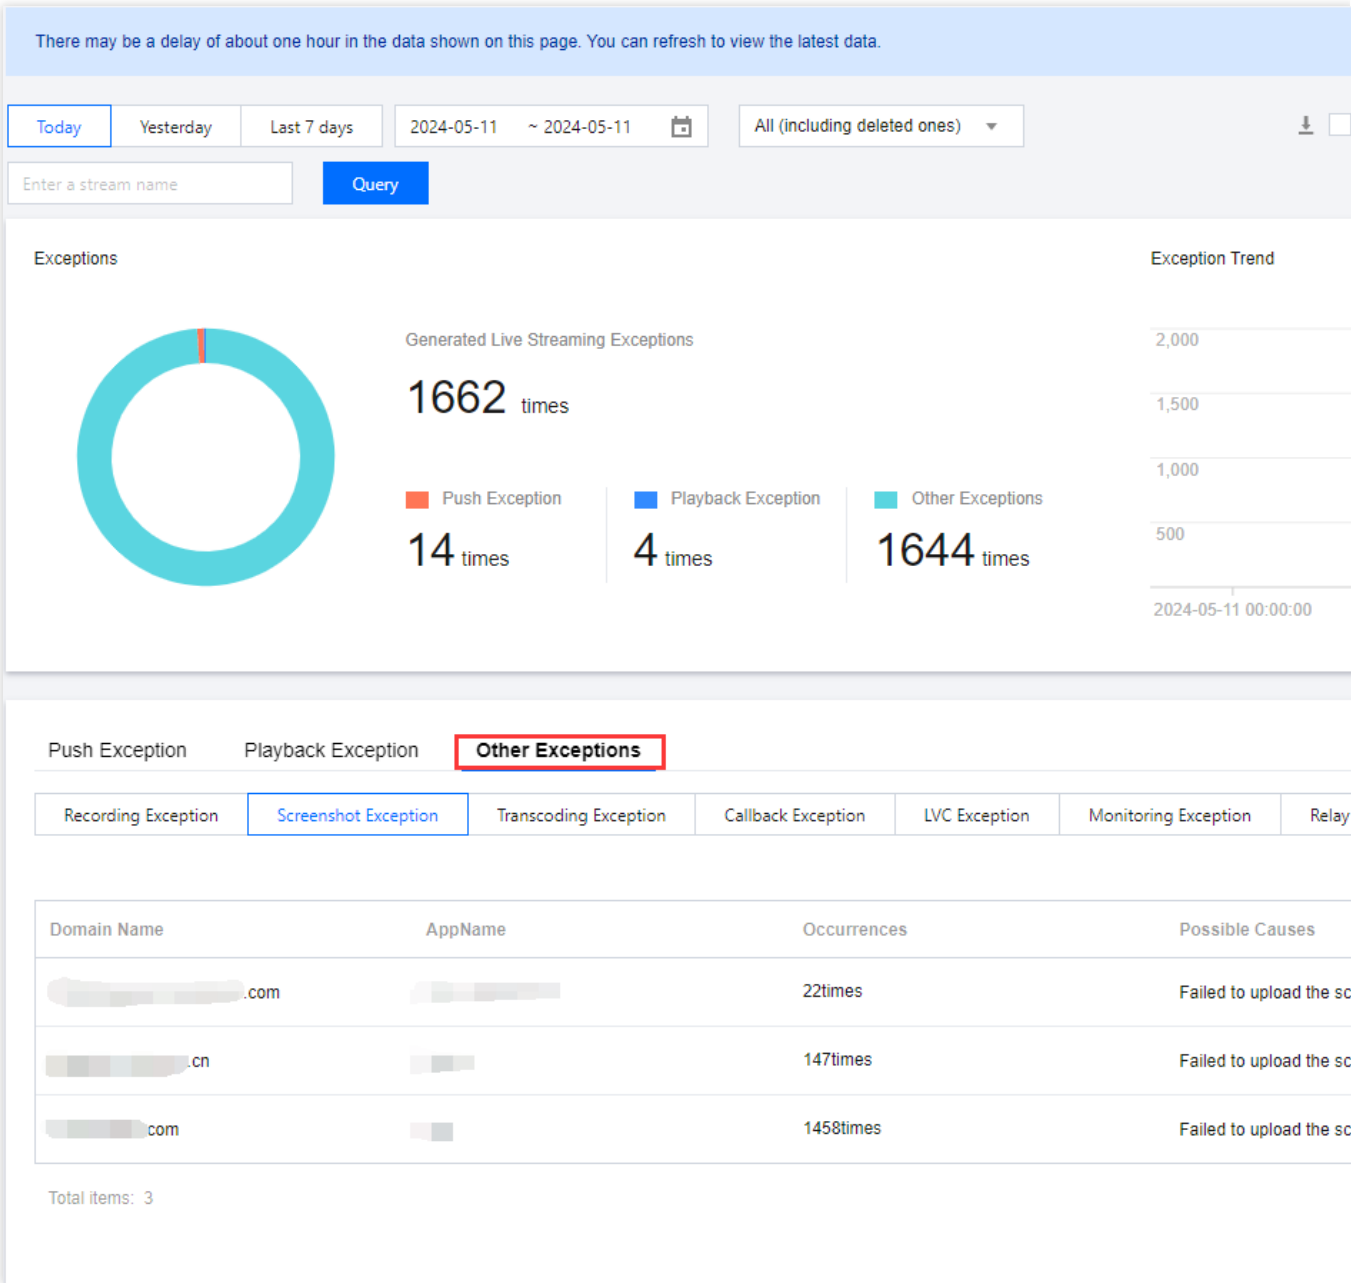 There may be a delay of about one hour in the data shown on this page. You can refresh to view the latest data.
Today Yesterday Last 7 days 2024-05-11 ~ 2024-05-11 All (including deleted ones)
Enter a stream name Query
Exceptions
Generated Live Streaming Exceptions
1662 times
Push Exception Playback Exception Other Exceptions
14 times 4 times 1644 times
Exception Trend
2,000
1,500
1,000
500
2024-05-11 00:00:00
Push Exception Playback Exception Other Exceptions
Recording Exception Screenshot Exception Transcoding Exception Callback Exception LVC Exception Monitoring Exception Relay
Domain Name AppName Occurrences Possible Causes
.com 22times Failed to upload the sc
.cn 147times Failed to upload the sc
com 1458times Failed to upload the sc
Total items: 3